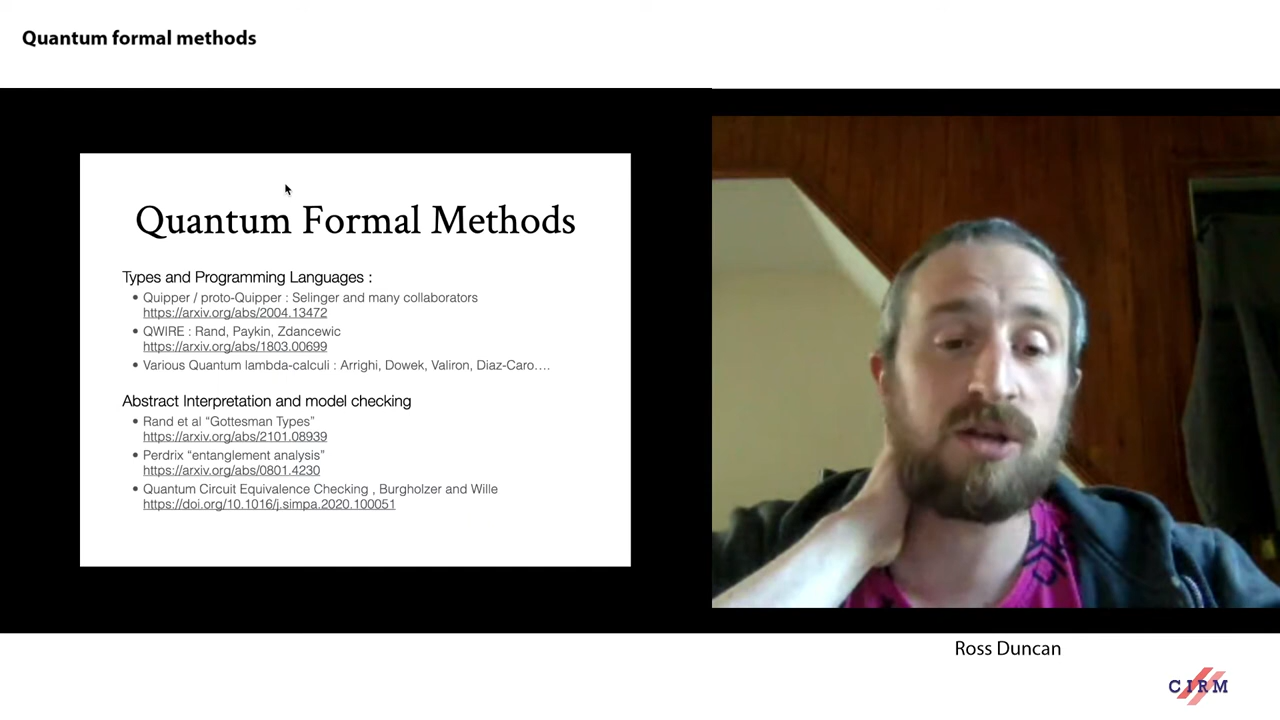 Quantum formal methods
Quantum Formal Methods
Types and Programming Languages :
• Quipper / proto-Quipper : Selinger and many collaborators
https://arxiv.org/abs/2004.13472
• QWIRE : Rand, Paykin, Zdancewic
https://arxiv.org/abs/1803.00699
• Various Quantum lambda-calculi : Arrighi, Dowek, Valiron, Diaz-Caro….
Abstract Interpretation and model checking
• Rand et al “Gottesman Types”
https://arxiv.org/abs/2101.08939
• Perdrix “entanglement analysis”
https://arxiv.org/abs/0801.4230
• Quantum Circuit Equivalence Checking , Burgholzer and Wille
https://doi.org/10.1016/j.simpa.2020.100051
Ross Duncan
CIRM